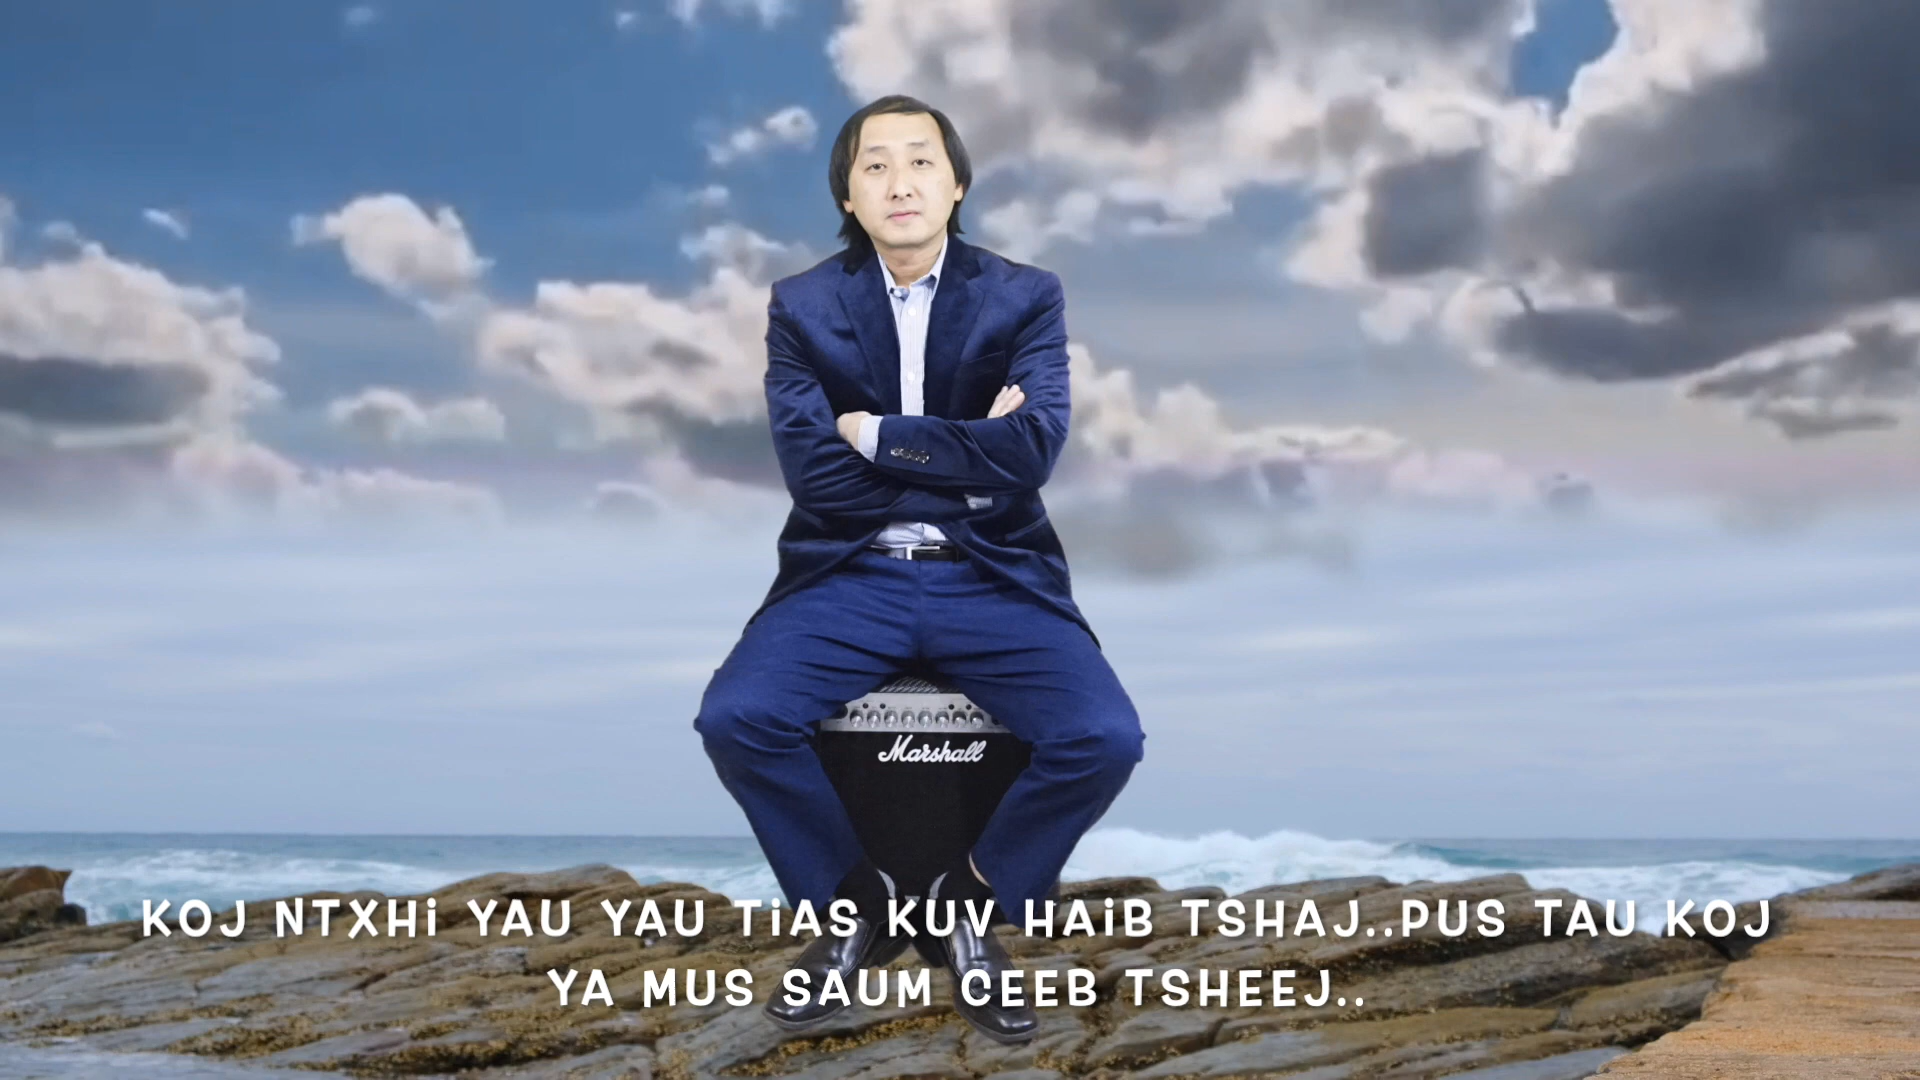 Marshall
KOJ NTXHi YAU YAU TiAS KUV HAiB TSHAJ..PUS TAU KOJ
YA MUS SAUM CEEB TSHEEJ..